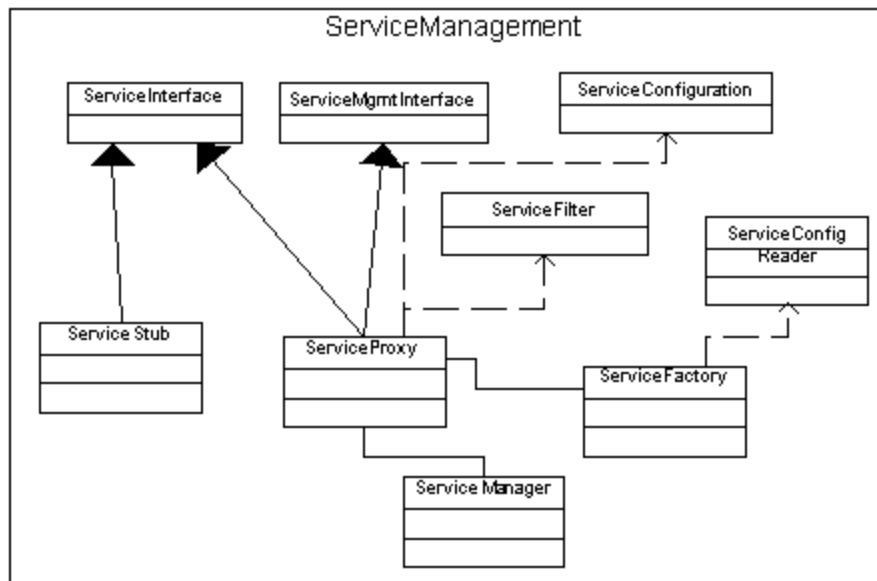 ServiceManagement
ServiceInterface
ServiceMgmtInterface
ServiceConfiguration
ServiceFilter
ServiceConfig
Reader
Service Stub
ServiceProxy
ServiceFactory
Service Manager